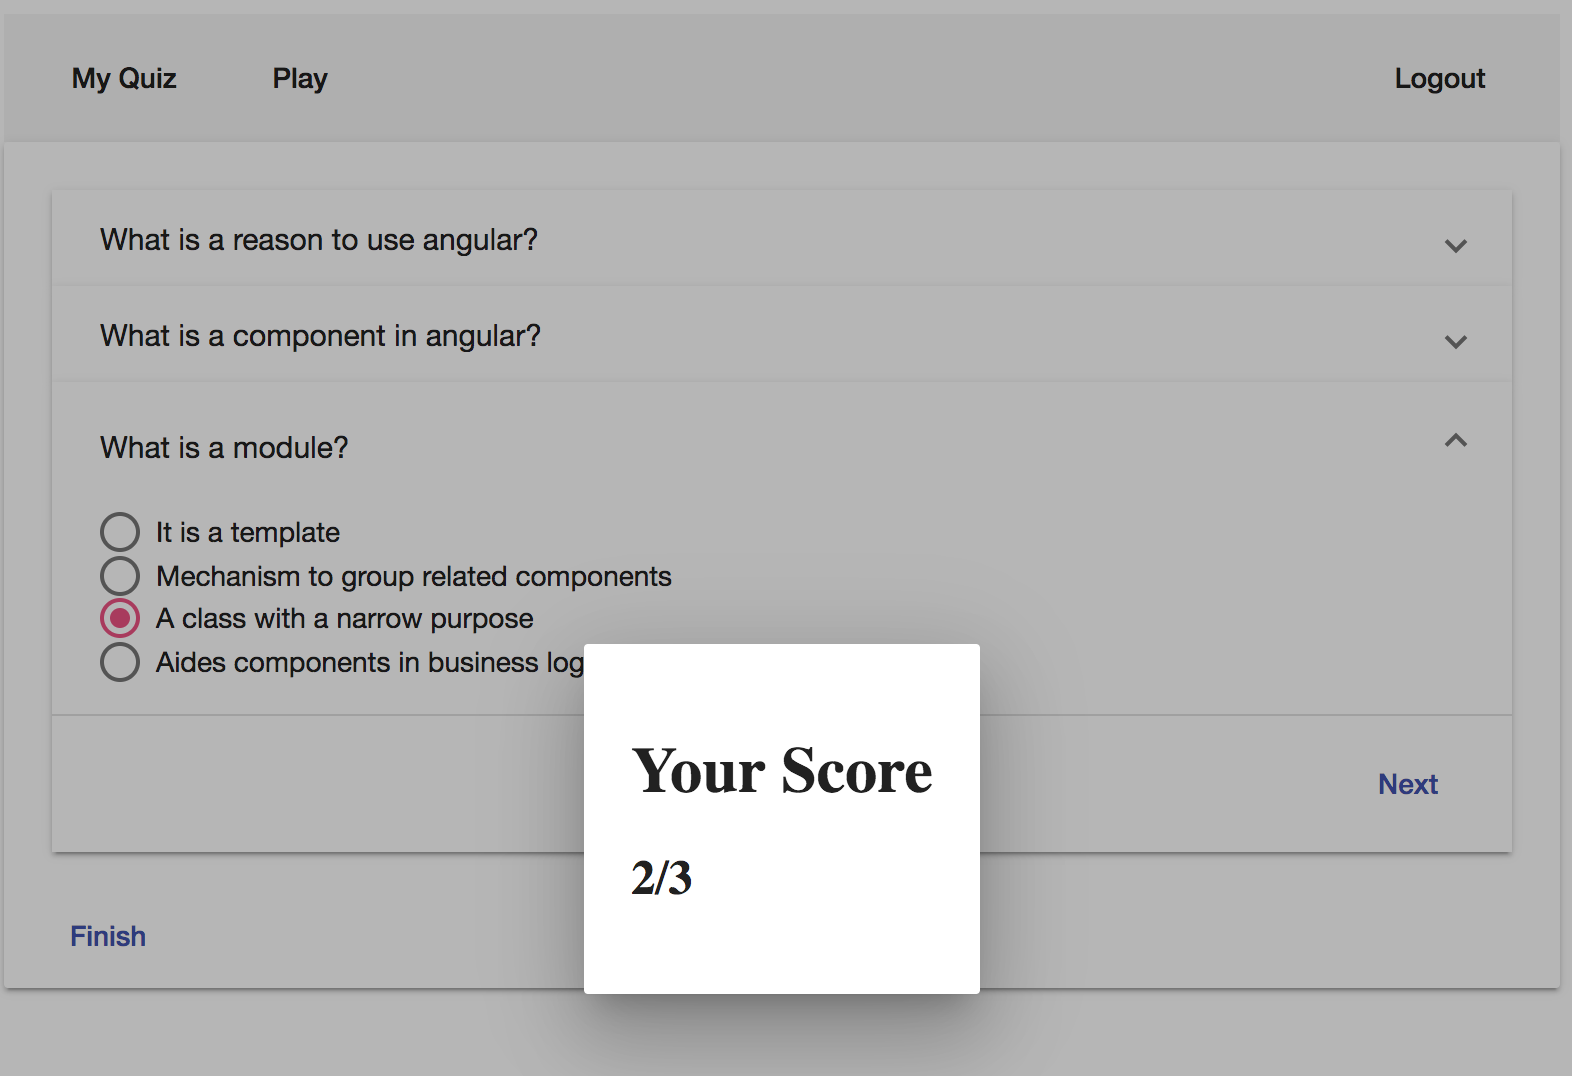 My Quiz Play Logout
What is a reason to use angular?
What is a component in angular?
What is a module?
It is a template
Mechanism to group related components
A class with a narrow purpose
Aides components in business log
Your Score
2/3
Next
Finish